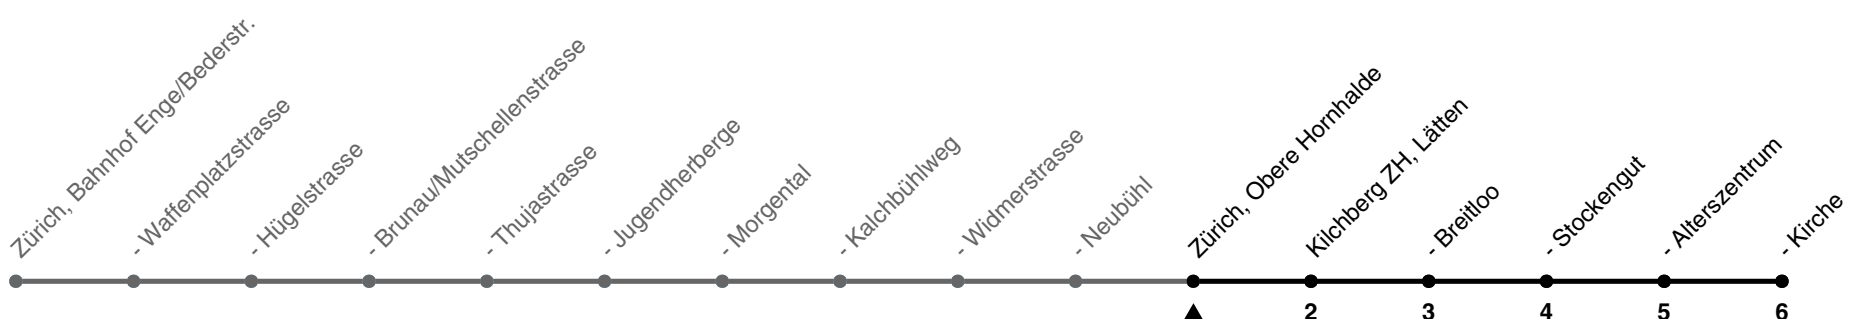 Zürich, Bahnhof Enge/Bederstr.
- Waffenplatzstrasse
- Hügelstrasse
- Brunau/Mutschellenstrasse
- Thujastrasse
- Jugendherberge
- Morgental
- Kalchbühlweg
- Widmerstrasse
- Neubühl
Zürich, Obere Hornhalde
Kilchberg ZH, Lätten
- Breitloo
- Stockengut
- Alterszentrum
- Kirche
2 3 4 5 6